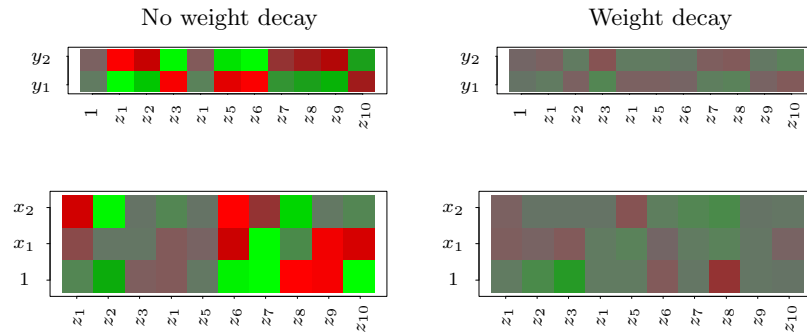 No weight decay Weight decay
y2 y2
y1 y1
1 z1 z2 z3 z1 z5 z6 z7 z8 z9 z10 1 z1 z2 z3 z1 z5 z6 z7 z8 z9 z10
x2 x2
x1 x1
1 1
z1 z2 z3 z1 z5 z6 z7 z8 z9 z10 z1 z2 z3 z1 z5 z6 z7 z8 z9 z10